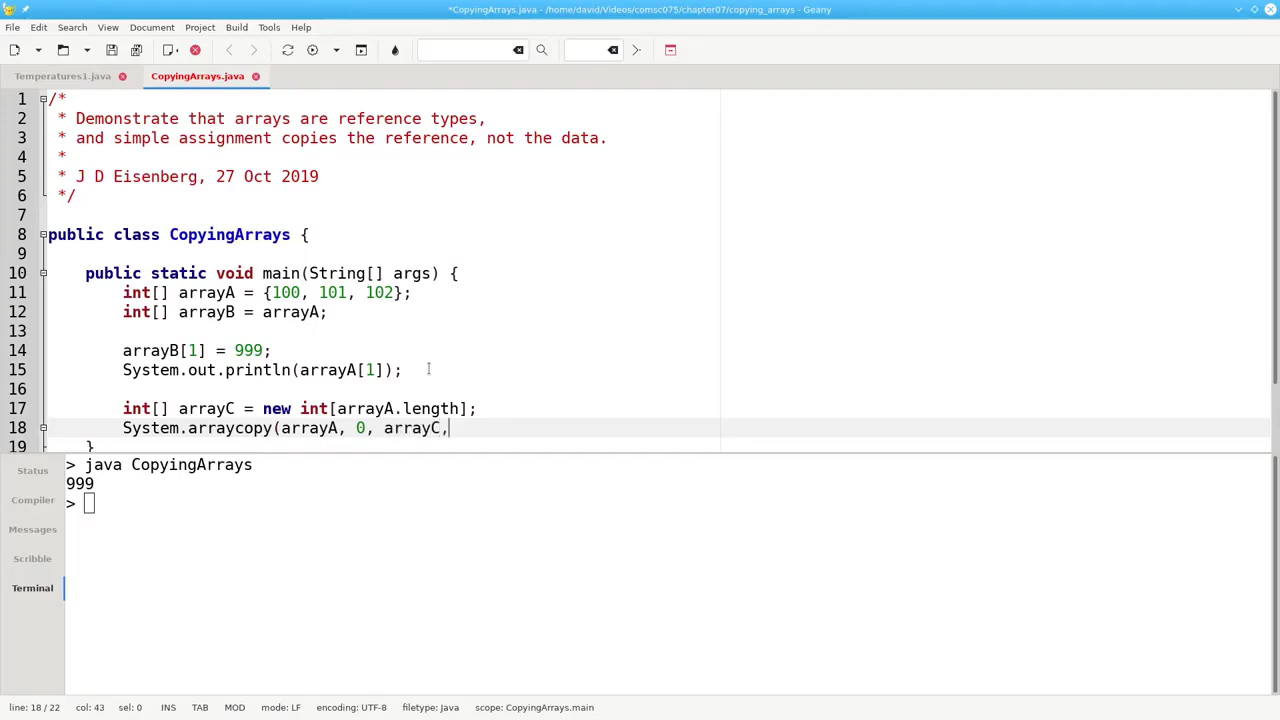 *CopyingArrays.java - /home/david/Videos/comsc075/chapter07/copying_arrays - Geany
File Edit Search View Document Project Build Tools Help
Temperatures1.java CopyingArrays.java
1 /*
2 * Demonstrate that arrays are reference types,
3 * and simple assignment copies the reference, not the data.
4 *
5 * J D Eisenberg, 27 Oct 2019
6 */
7
8 public class CopyingArrays {
9
10 public static void main(String[] args) {
11 int[] arrayA = {100, 101, 102};
12 int[] arrayB = arrayA;
13
14 arrayB[1] = 999;
15 System.out.println(arrayA[1]);
16
17 int[] arrayC = new int[arrayA.length];
18 System.arraycopy(arrayA, 0, arrayC,
19 }
Status
Compiler
Messages
Scribble
Terminal
> java CopyingArrays
999
>
line: 18 / 22 col: 43 sel: 0 INS TAB MOD mode: LF encoding: UTF-8 filetype: Java scope: CopyingArrays.main